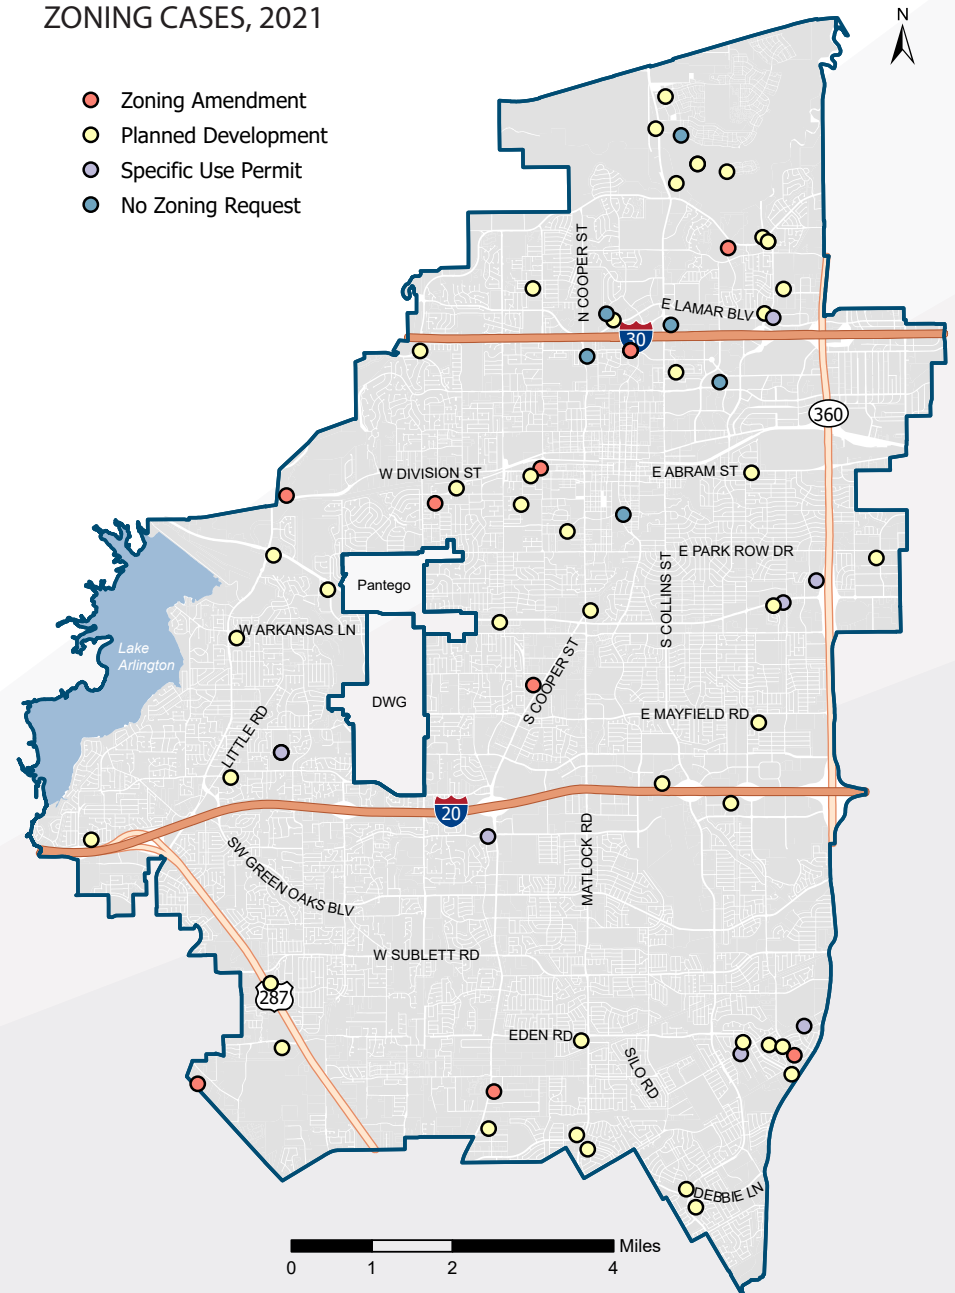 ZONING CASES, 2021
N
Zoning Amendment
Planned Development
Specific Use Permit
No Zoning Request
N COOPER ST
E LAMAR BLV
30
360
W DIVISION ST
E ABRAM ST
E PARK ROW DR
Pantego
S COLLINS ST
W ARKANSAS LN
Lake
Arlington
S COOPER ST
DWG
E MAYFIELD RD
LITTLE RD
20
MATLOCK RD
SW GREEN OAKS BLV
W SUBLETT RD
287
EDEN RD
SILO RD
DEBBIE LN
Miles
0 1 2 4